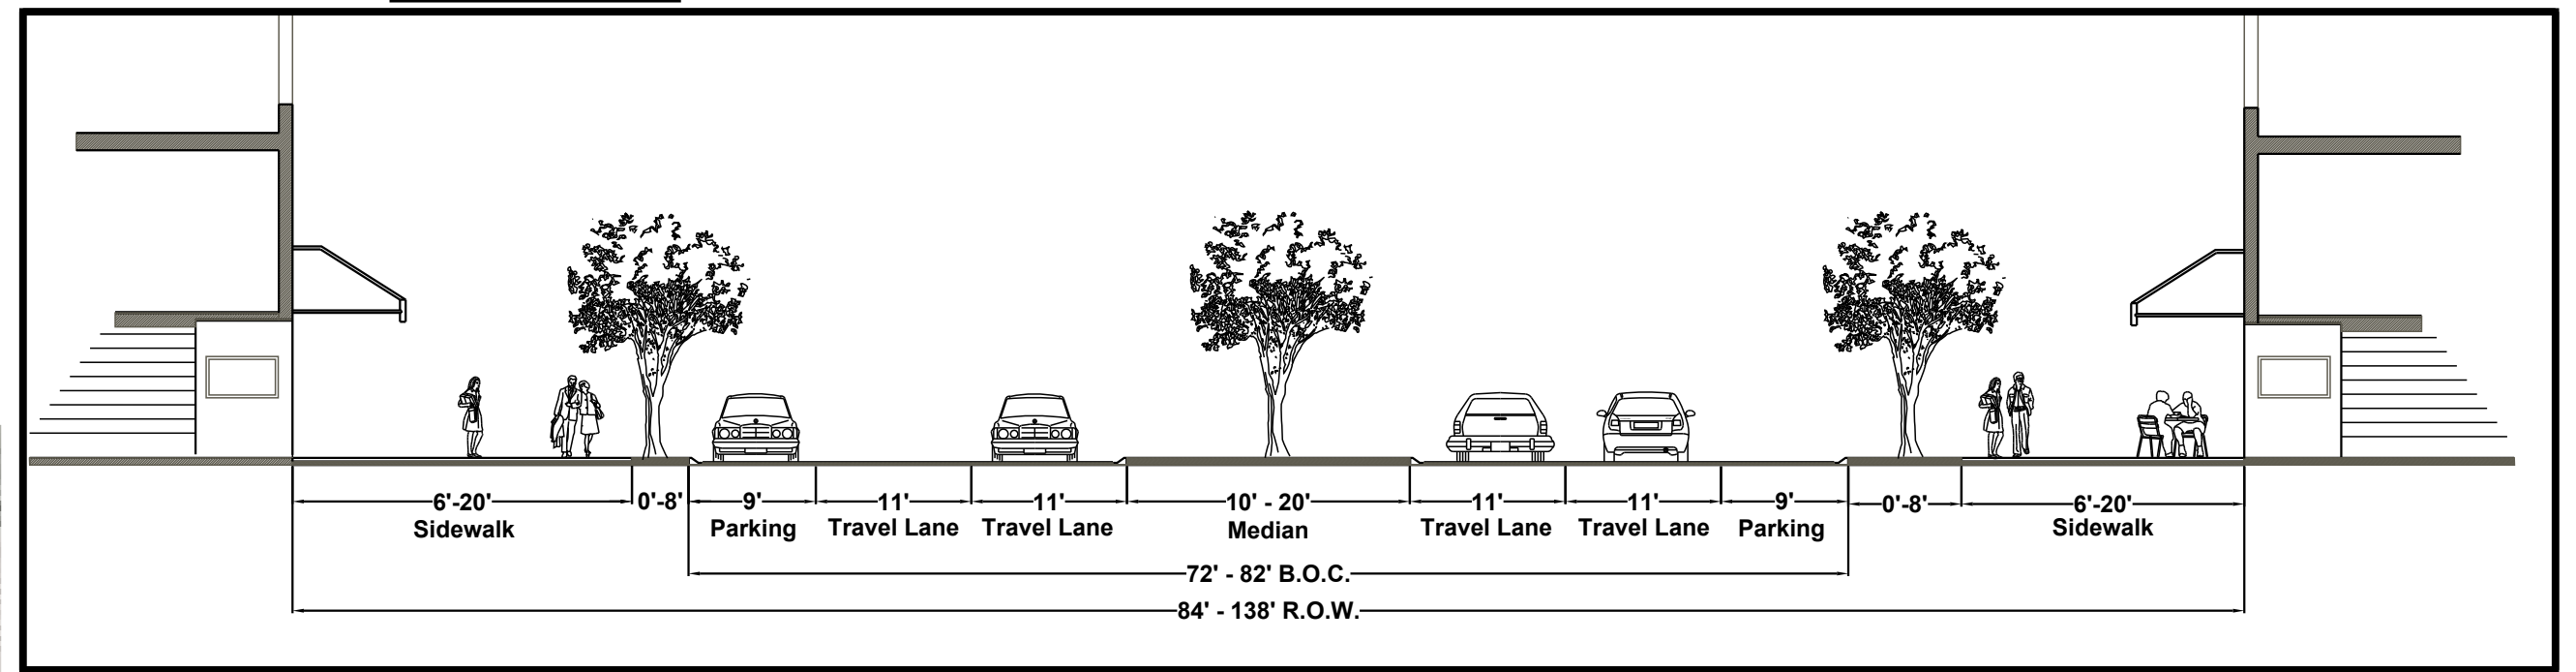 6'-20' 0'-8' 9' 11' 11' 10' - 20' 11' 11' 9' 0'-8' 6'-20'
Sidewalk Parking Travel Lane Travel Lane Median Travel Lane Travel Lane Parking Sidewalk
72' - 82' B.O.C.
84' - 138' R.O.W.